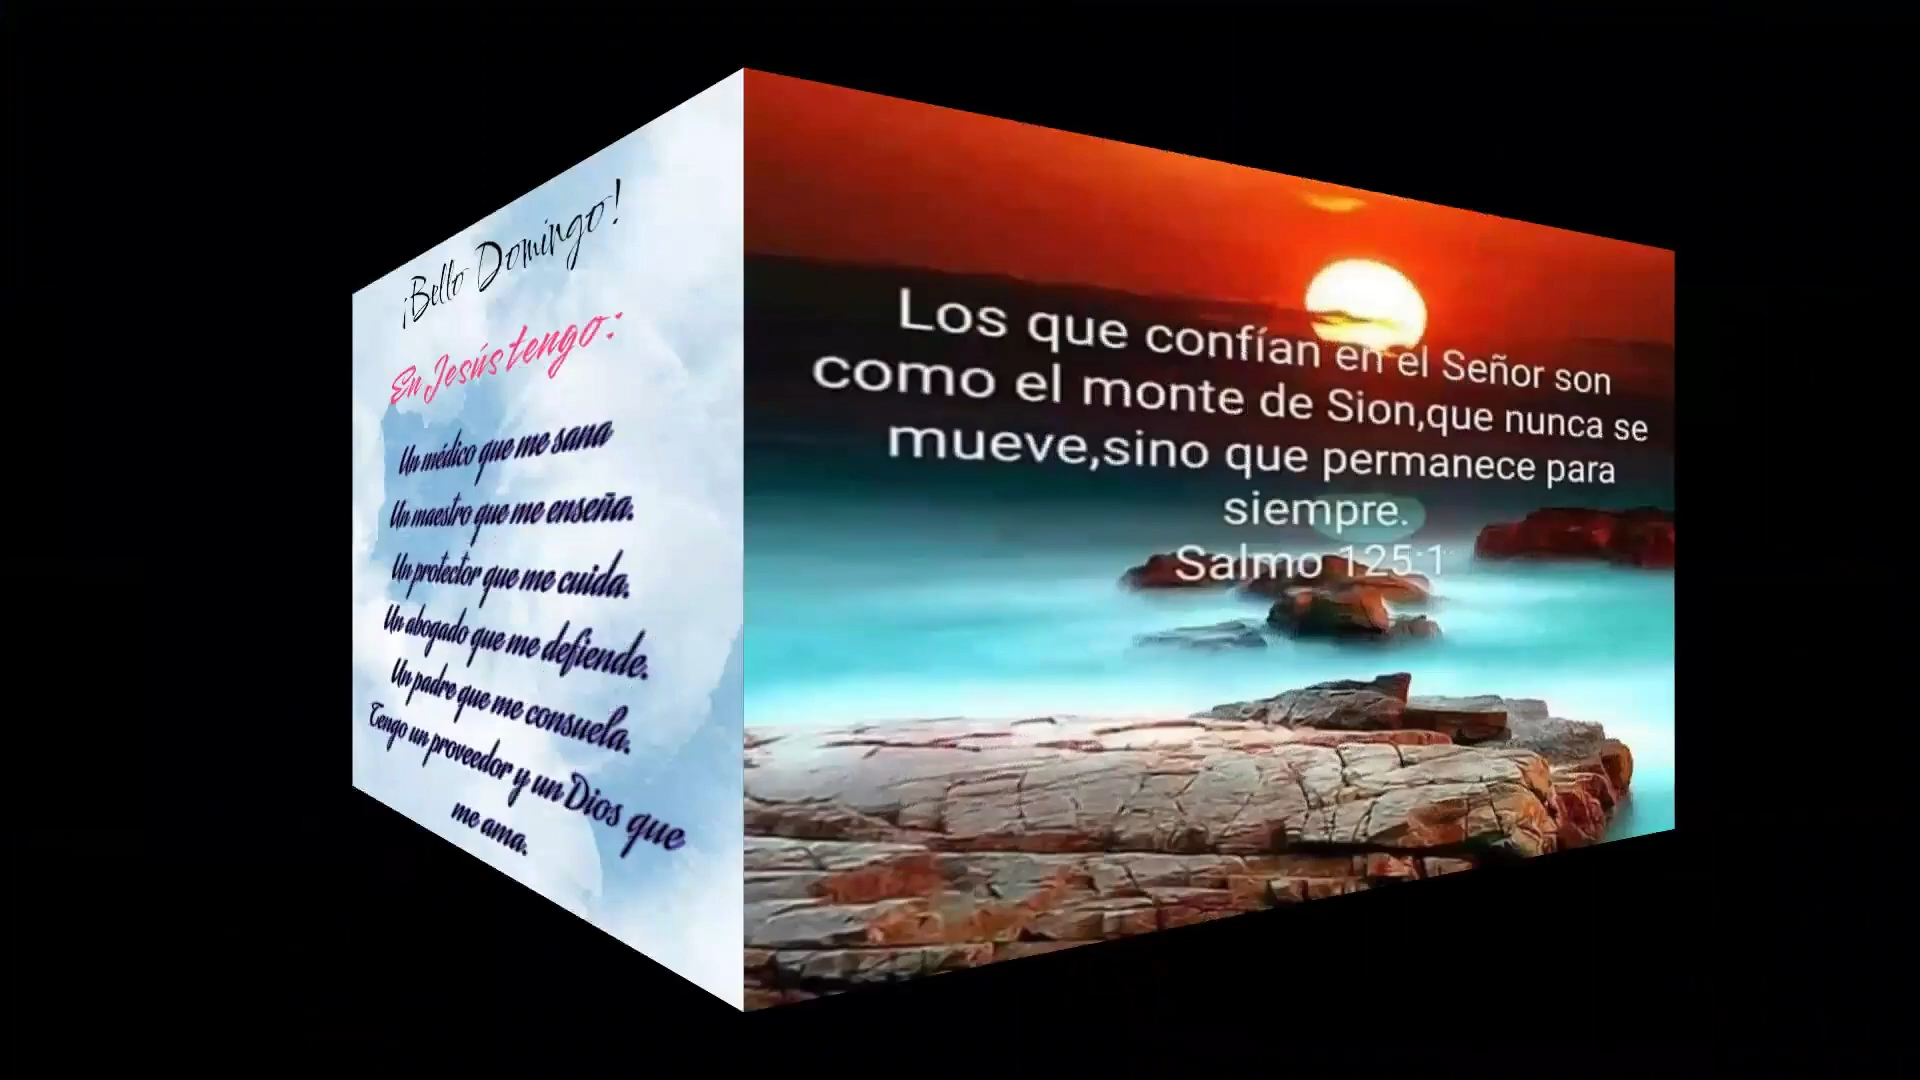 ¡Bello Domingo!
En Jesús tengo:
Un médico que me sana
Un maestro que me enseña.
Un protector que me cuida.
Un abogado que me defiende.
Un padre que me consuela.
Tengo un proveedor y un Dios que
me ama.
Los que confían en el Señor son
como el monte de Sion,que nunca se
mueve,sino que permanece para
siempre.
Salmo 125:1